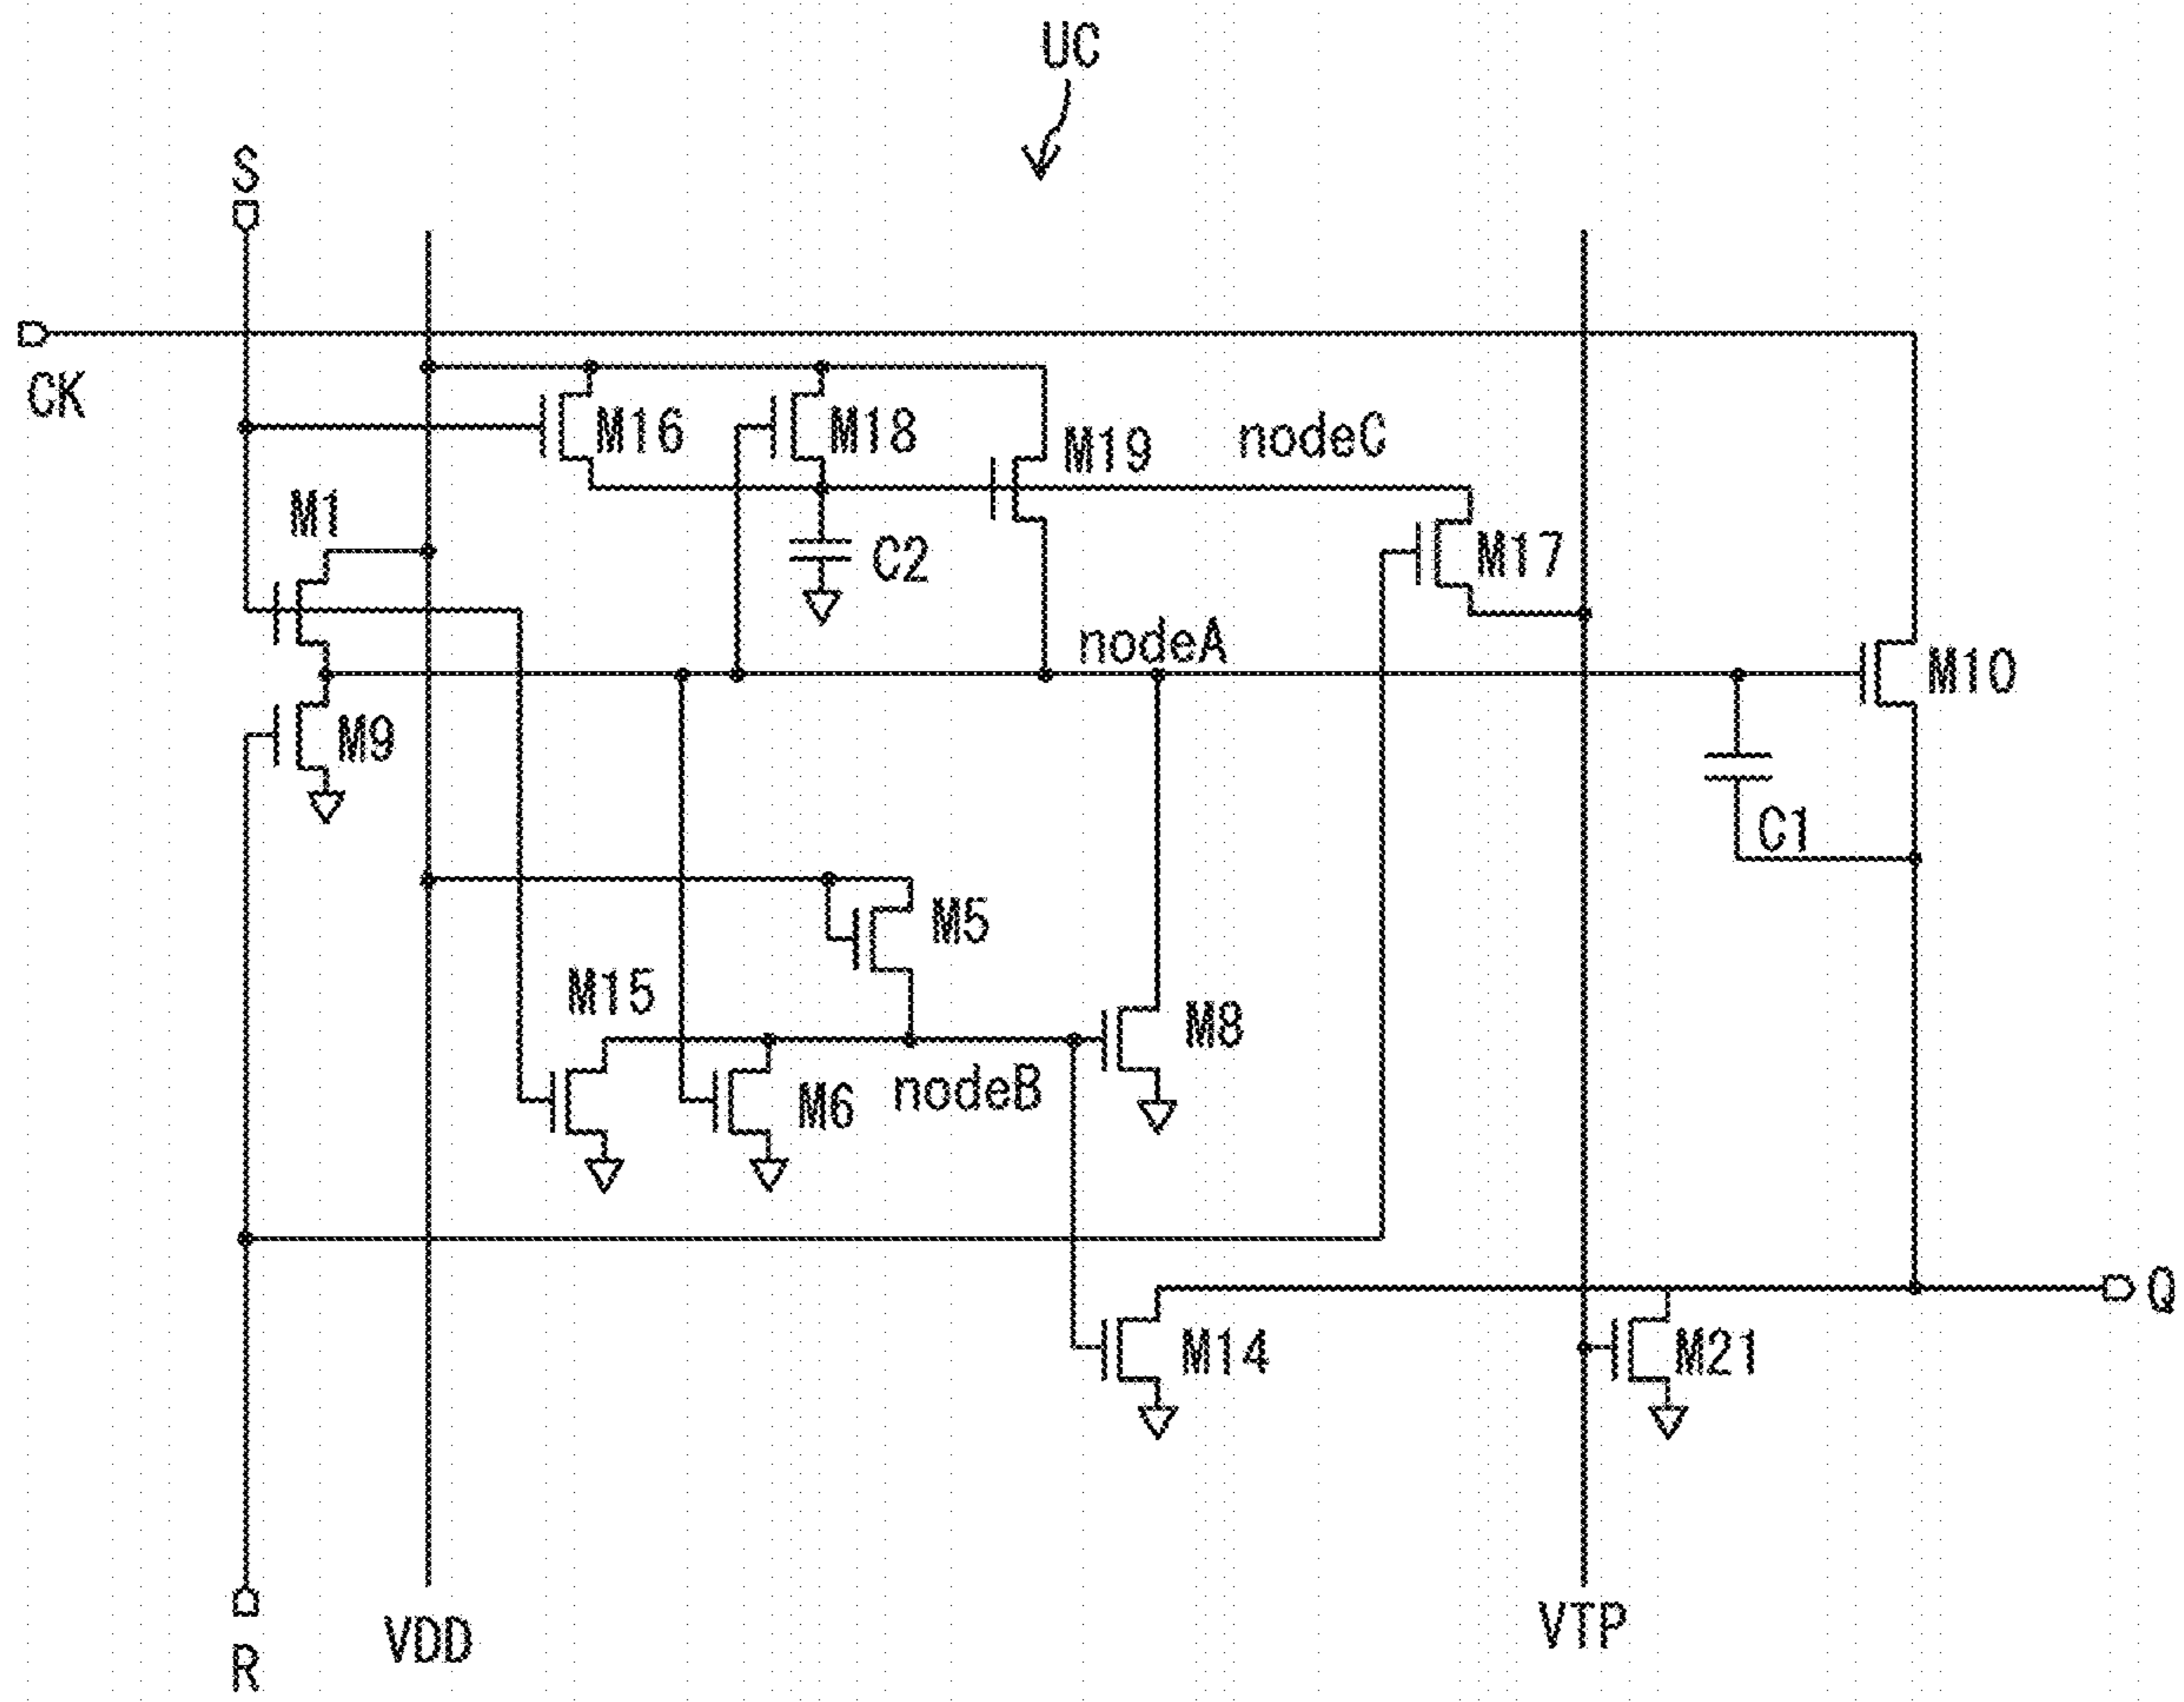 UC
S
CK
M16
M18
M19
nodeC
M1
C2
M17
nodeA
M10
M9
C1
M5
M15
M8
nodeB
M6
Q
M14
M21
VDD
VTP
R